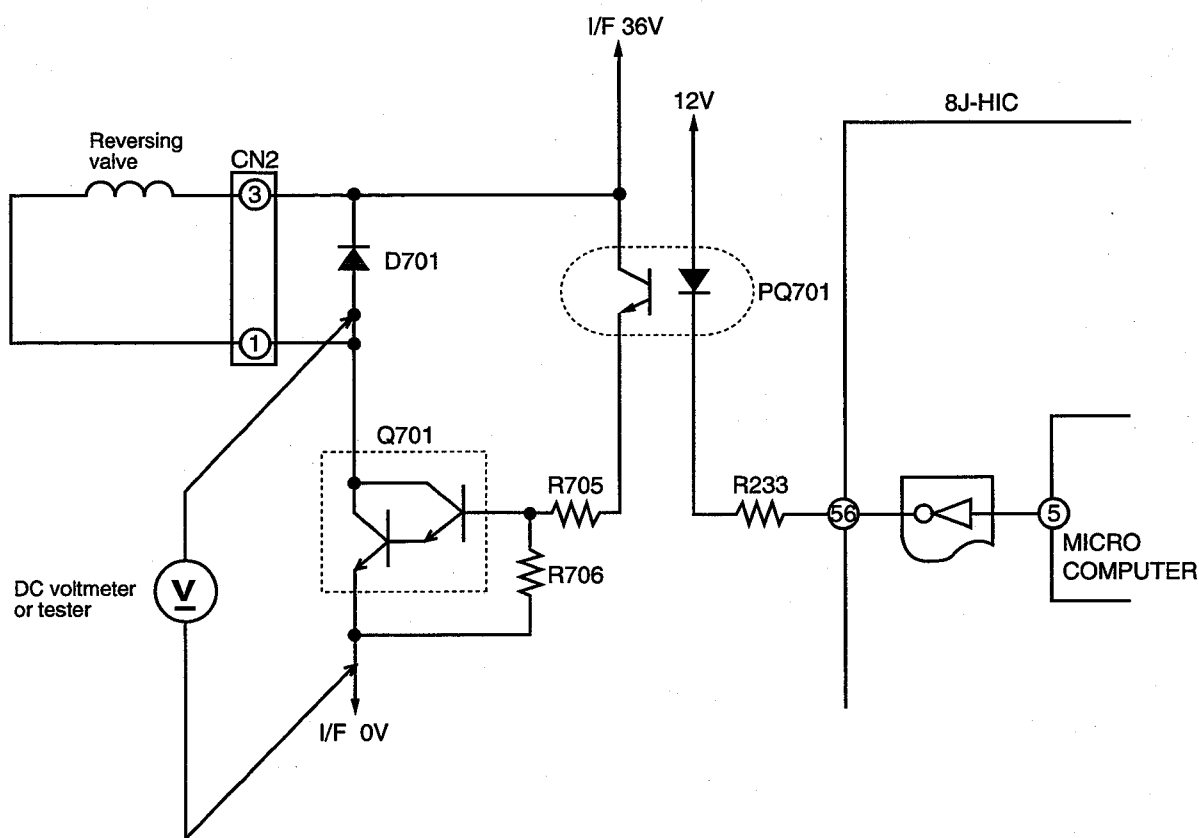 I/F 36V
12V
8J-HIC
Reversing
valve
CN2
3
D701
PQ701
1
Q701
R705
R233
56
5
MICRO
COMPUTER
R706
DC voltmeter
or tester
V
I/F 0V